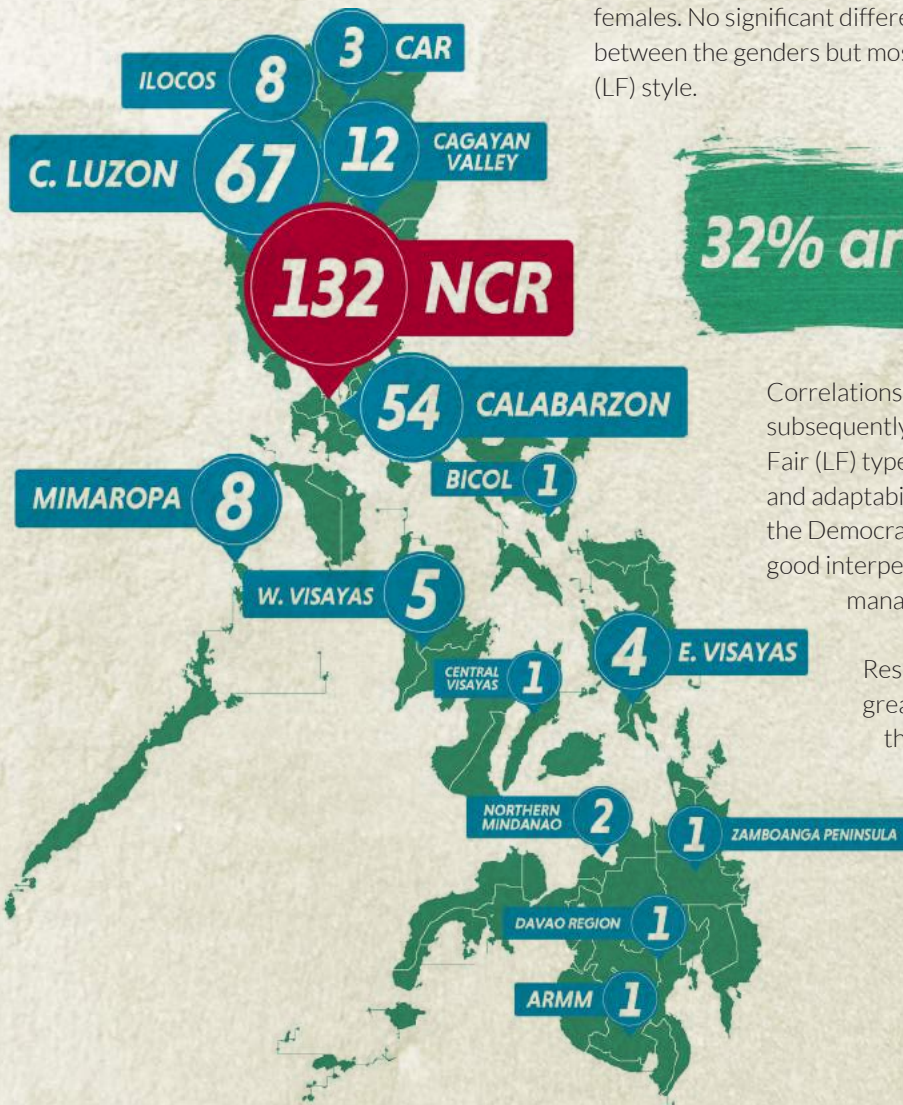 females. No significant differe
between the genders but mos
(LF) style.
3 CAR
ILOCOS 8
C. LUZON 67
12 CAGAYAN
VALLEY
132 NCR
32% ar
54 CALABARZON
Correlations
subsequently
Fair (LF) type
and adaptabi
the Democra
good interpe
mana
BICOL 1
MIMAROPA 8
W. VISAYAS 5
4 E. VISAYAS
CENTRAL
VISAYAS 1
Res
grea
th
NORTHERN
MINDANAO 2
1 ZAMBOANGA PENINSULA
DAVAO REGION 1
ARMM 1